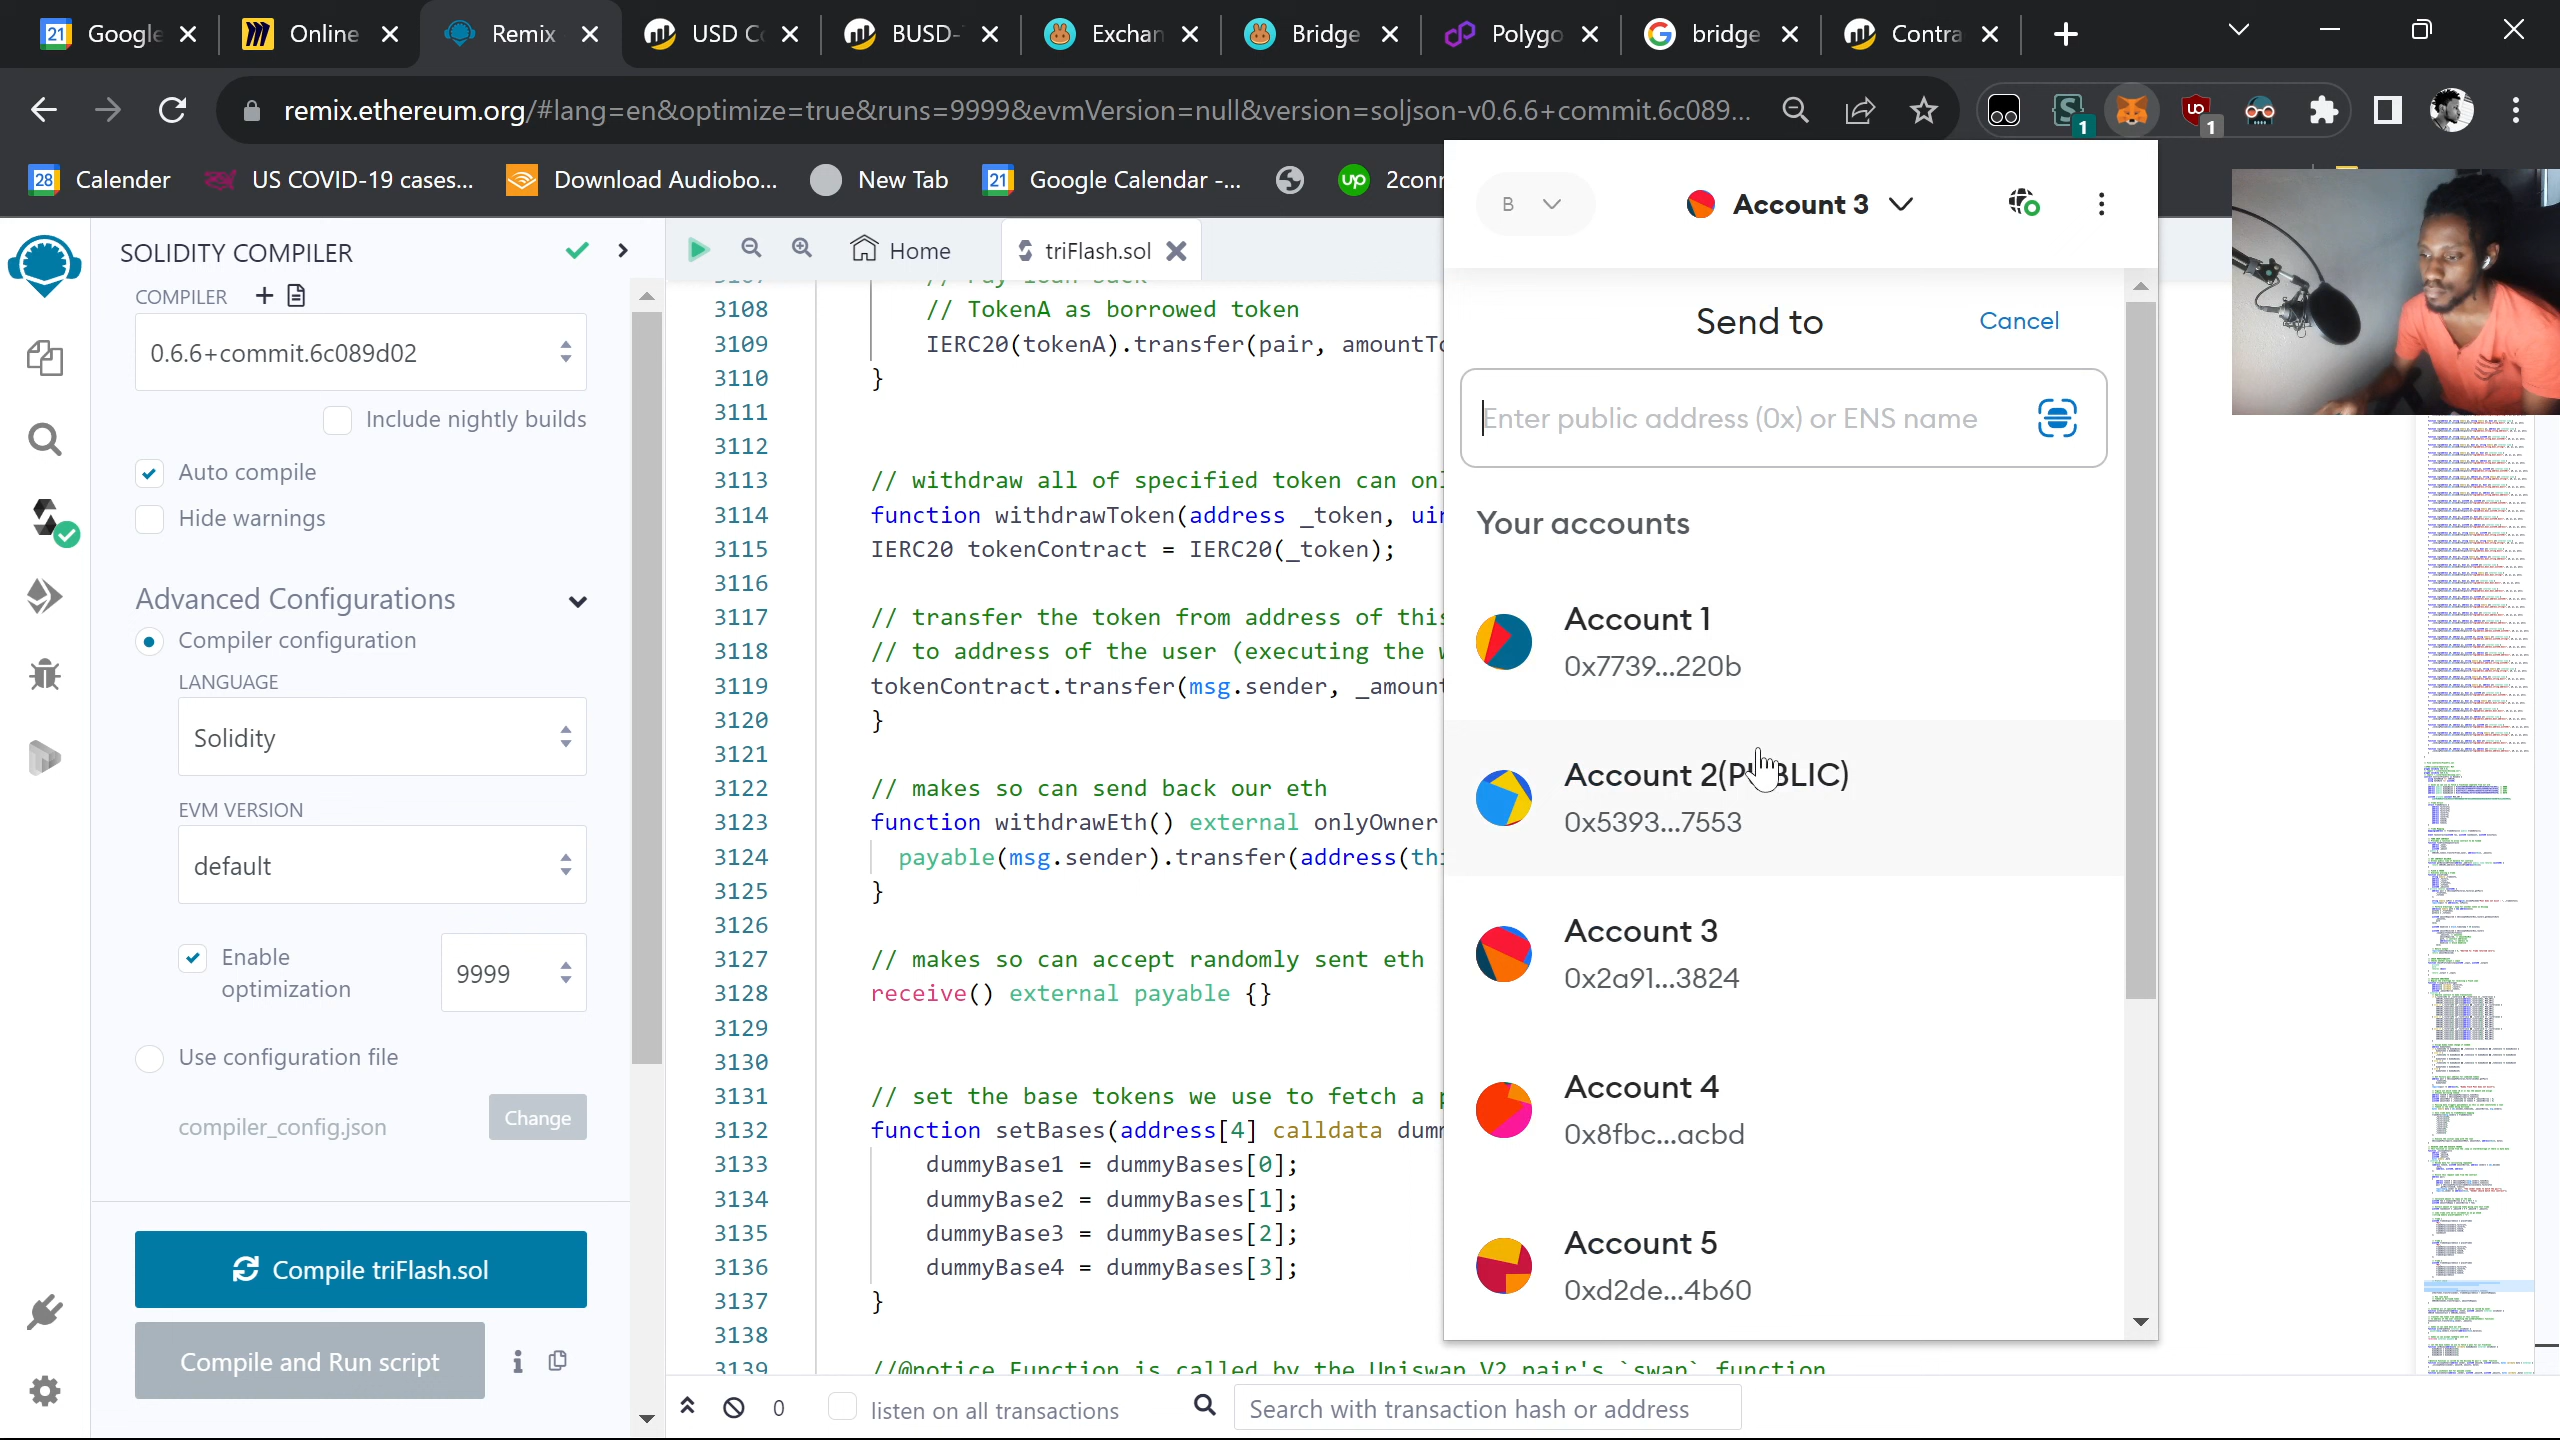 21 Google Online Remix USD C BUSD- Exchan Bridge Polygo bridge Contra
remix.ethereum.org/#lang=en&optimize=true&runs=9999&evmVersion=null&version=soljson-v0.6.6+commit.6c089... 1 1
28 Calender US COVID-19 cases... Download Audiobo... New Tab 21 Google Calendar -... up 2conn
B Account 3
SOLIDITY COMPILER
COMPILER
0.6.6+commit.6c089d02
Include nightly builds
Auto compile
Hide warnings
Advanced Configurations
Compiler configuration
LANGUAGE
Solidity
EVM VERSION
default
Enable optimization
9999
Use configuration file
compiler_config.json
Change
Compile triFlash.sol
Compile and Run script
Home triFlash.sol
3108 // TokenA as borrowed token
3109 IERC20(tokenA).transfer(pair, amountTo
3110 }
3111
3112
3113 // withdraw all of specified token can onl
3114 function withdrawToken(address _token, uin
3115 IERC20 tokenContract = IERC20(_token);
3116
3117 // transfer the token from address of this
3118 // to address of the user (executing the w
3119 tokenContract.transfer(msg.sender, _amount
3120 }
3121
3122 // makes so can send back our eth
3123 function withdrawEth() external onlyOwner
3124 payable(msg.sender).transfer(address(thi
3125 }
3126
3127 // makes so can accept randomly sent eth
3128 receive() external payable {}
3129
3130
3131 // set the base tokens we use to fetch a p
3132 function setBases(address[4] calldata dumm
3133 dummyBase1 = dummyBases[0];
3134 dummyBase2 = dummyBases[1];
3135 dummyBase3 = dummyBases[2];
3136 dummyBase4 = dummyBases[3];
3137 }
3138
3139 //@notice Function is called by the Uniswap V2 pair's `swap` function
0 listen on all transactions Search with transaction hash or address
Send to Cancel
Enter public address (0x) or ENS name
Your accounts
Account 1
0x7739...220b
Account 2(PUBLIC)
0x5393...7553
Account 3
0x2a91...3824
Account 4
0x8fbc...acbd
Account 5
0xd2de...4b60